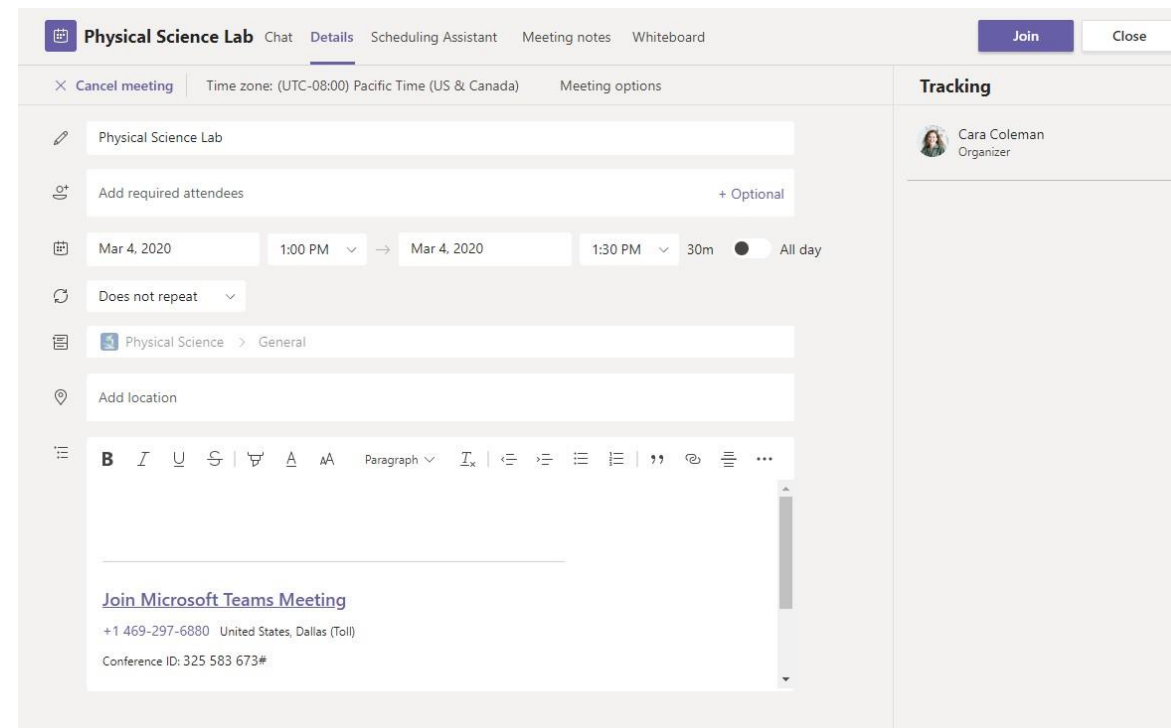 Physical Science Lab Chat Details Scheduling Assistant Meeting notes Whiteboard Join Close
Cancel meeting Time zone: (UTC-08:00) Pacific Time (US & Canada) Meeting options
Tracking
Cara Coleman
Organizer
Physical Science Lab
Add required attendees + Optional
Mar 4, 2020 1:00 PM → Mar 4, 2020 1:30 PM 30m All day
Does not repeat
Physical Science > General
Add location
B I U S A AA Paragraph Tx
Join Microsoft Teams Meeting
+1 469-297-6880 United States, Dallas (Toll)
Conference ID: 325 583 673#